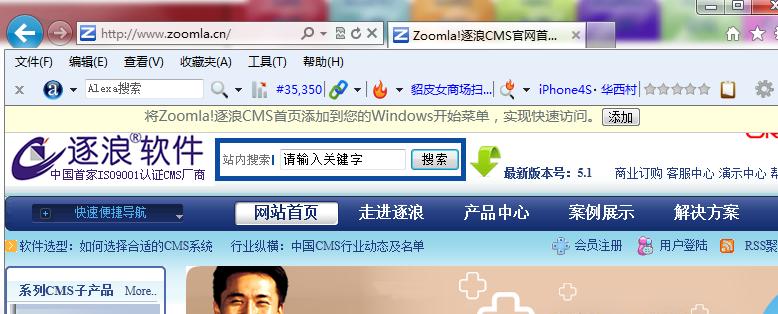 http://www.zoomla.cn/ Zoomla!逐浪CMS官网首...
文件(F) 编辑(E) 查看(V) 收藏夹(A) 工具(T) 帮助(H)
x a Alexa搜索 #35,350 貂皮女商场扫... iPhone4S· 华西村
将Zoomla!逐浪CMS首页添加到您的Windows开始菜单，实现快速访问。 添加
逐浪软件®
中国首家ISO9001认证CMS厂商
站内搜索 请输入关键字 搜索
最新版本号：5.1 商业订购 客服中心 演示中心
快速便捷导航 网站首页 走进逐浪 产品中心 案例展示 解决方案
软件选型：如何选择合适的CMS系统 行业纵横：中国CMS行业动态及名单 会员注册 用户登陆 RSS聚
系列CMS子产品 More..